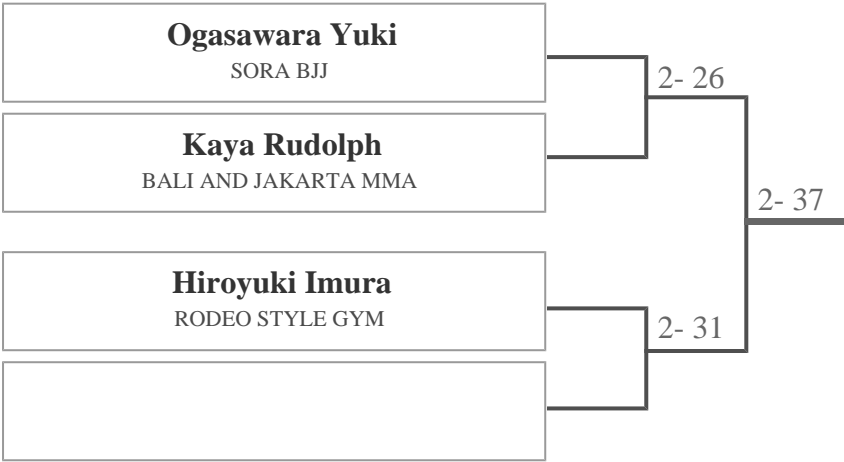 Ogasawara Yuki
SORA BJJ
2- 26
Kaya Rudolph
BALI AND JAKARTA MMA
2- 37
Hiroyuki Imura
RODEO STYLE GYM
2- 31